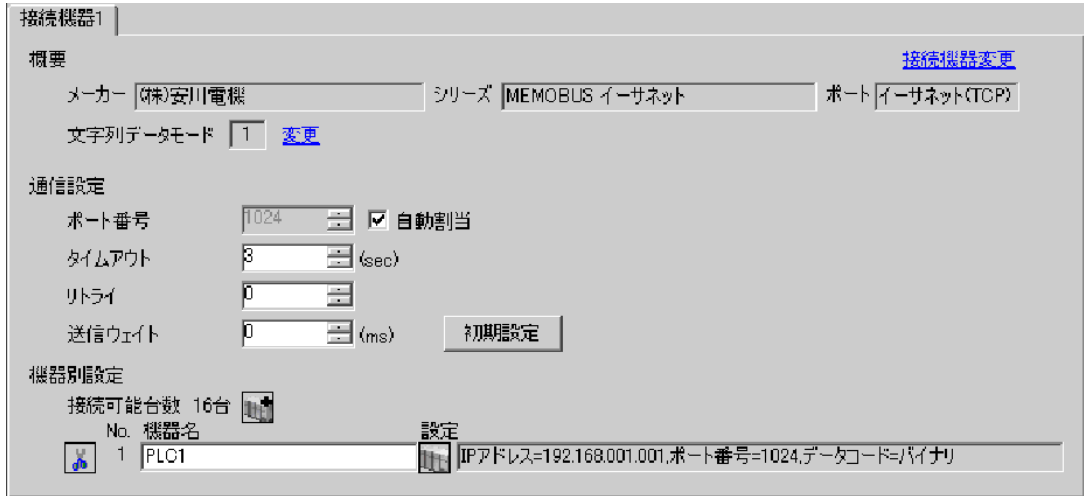 接続機器1
概要 接続機器変更
メーカー (株)安川電機 シリーズ MEMOBUS イーサネット ポート イーサネット(TCP)
文字列データモード 1 変更
通信設定
ポート番号 1024 自動割当
タイムアウト 3 (sec)
リトライ 0
送信ウェイト 0 (ms) 初期設定
機器別設定
接続可能台数 16台
No. 機器名 設定
1 PLC1 IPアドレス=192.168.001.001,ポート番号=1024,データコード=バイナリ